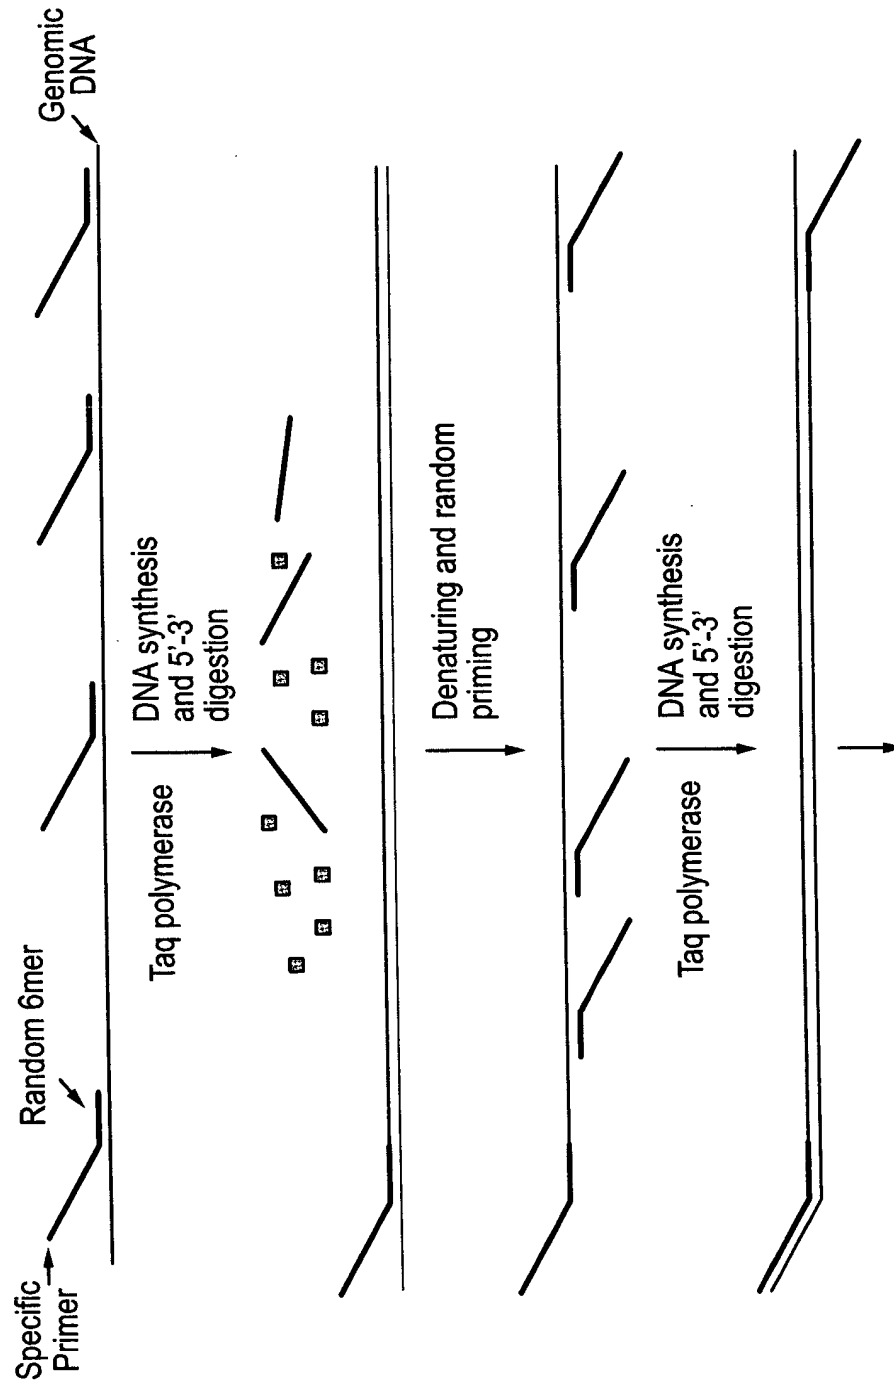 Specific
Primer
Random 6mer
Genomic
DNA
Taq polymerase
DNA synthesis
and 5'-3'
digestion
Denaturing and random
priming
Taq polymerase
DNA synthesis
and 5'-3'
digestion